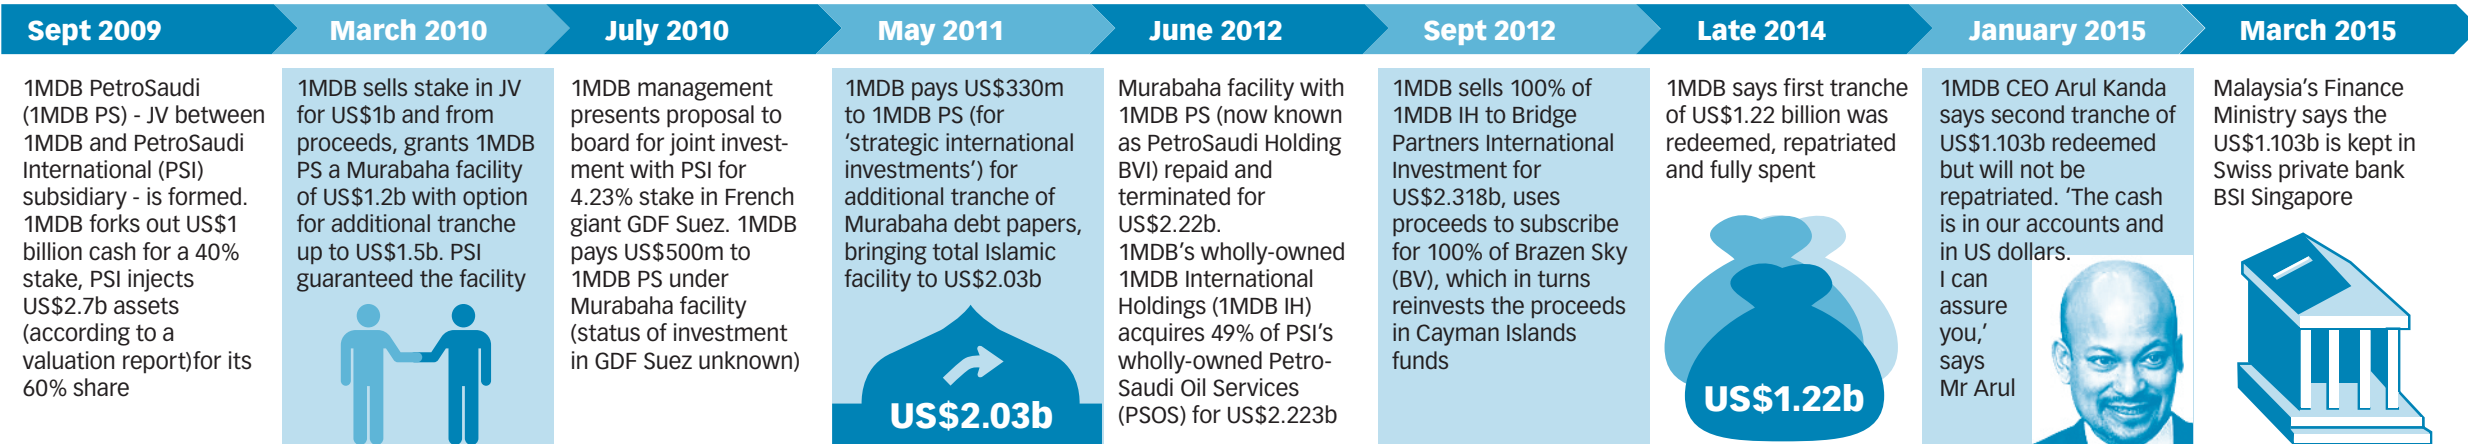 Sept 2009
1MDB PetroSaudi
(1MDB PS) - JV between
1MDB and PetroSaudi
International (PSI)
subsidiary - is formed.
1MDB forks out US$1
billion cash for a 40%
stake, PSI injects
US$2.7b assets
(according to a
valuation report)for its
60% share
March 2010
1MDB sells stake in JV
for US$1b and from
proceeds, grants 1MDB
PS a Murabaha facility
of US$1.2b with option
for additional tranche
up to US$1.5b. PSI
guaranteed the facility
July 2010
1MDB management
presents proposal to
board for joint invest-
ment with PSI for
4.23% stake in French
giant GDF Suez. 1MDB
pays US$500m to
1MDB PS under
Murabaha facility
(status of investment
in GDF Suez unknown)
May 2011
1MDB pays US$330m
to 1MDB PS (for
‘strategic international
investments’) for
additional tranche of
Murabaha debt papers,
bringing total Islamic
facility to US$2.03b
US$2.03b
June 2012
Murabaha facility with
1MDB PS (now known
as PetroSaudi Holding
BVI) repaid and
terminated for
US$2.22b.
1MDB’s wholly-owned
1MDB International
Holdings (1MDB IH)
acquires 49% of PSI’s
wholly-owned Petro-
Saudi Oil Services
(PSOS) for US$2.223b
Sept 2012
1MDB sells 100% of
1MDB IH to Bridge
Partners International
Investment for
US$2.318b, uses
proceeds to subscribe
for 100% of Brazen Sky
(BV), which in turns
reinvests the proceeds
in Cayman Islands
funds
Late 2014
1MDB says first tranche
of US$1.22 billion was
redeemed, repatriated
and fully spent
US$1.22b
January 2015
1MDB CEO Arul Kanda
says second tranche of
US$1.103b redeemed
but will not be
repatriated. ‘The cash
is in our accounts and
in US dollars.
I can
assure
you,’
says
Mr Arul
March 2015
Malaysia’s Finance
Ministry says the
US$1.103b is kept in
Swiss private bank
BSI Singapore